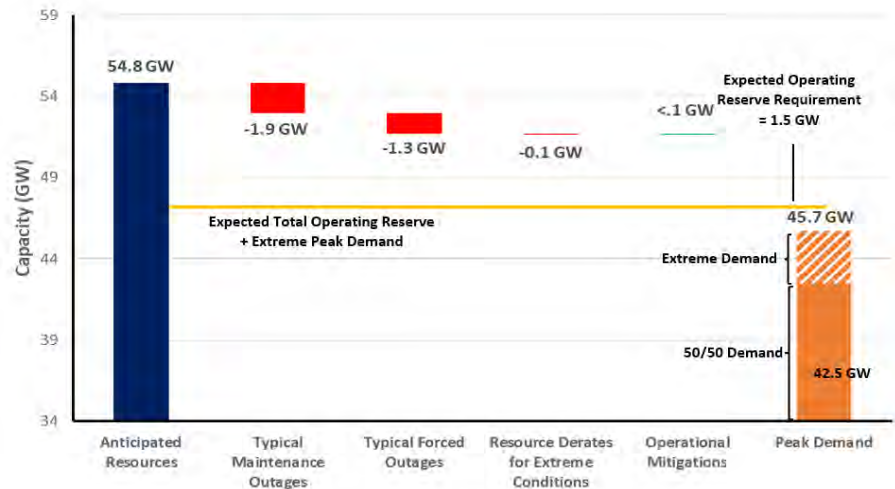 59
54
49
44
39
34
Capacity (GW)
54.8 GW
-1.9 GW
-1.3 GW
-0.1 GW
<.1 GW
Expected Operating
Reserve Requirement
= 1.5 GW
Expected Total Operating Reserve
+ Extreme Peak Demand
45.7 GW
Extreme Demand
50/50 Demand
42.5 GW
Anticipated
Resources
Typical
Maintenance
Outages
Typical Forced
Outages
Resource Derates
for Extreme
Conditions
Operational
Mitigations
Peak Demand